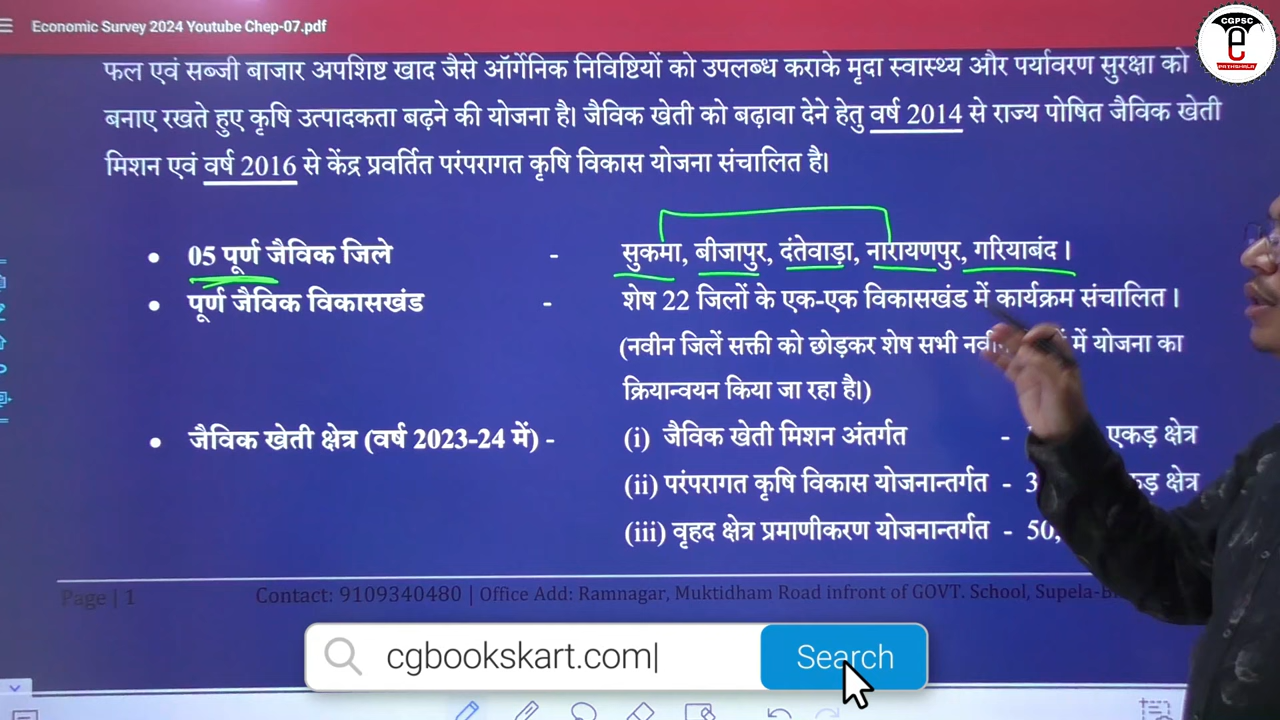 Economic Survey 2024 Youtube Chep-07.pdf
CGPSC
e
PATHSHALA
फल एवं सब्जी बाजार अपशिष्ट खाद जैसे ऑर्गेनिक निविष्टियों को उपलब्ध कराके मृदा स्वास्थ्य और पर्यावरण सुरक्षा को
बनाए रखते हुए कृषि उत्पादकता बढ़ने की योजना है। जैविक खेती को बढ़ावा देने हेतु वर्ष 2014 से राज्य पोषित जैविक खेती
मिशन एवं वर्ष 2016 से केंद्र प्रवर्तित परंपरागत कृषि विकास योजना संचालित है।
• 05 पूर्ण जैविक जिले - सुकमा, बीजापुर, दंतेवाड़ा, नारायणपुर, गरियाबंद ।
• पूर्ण जैविक विकासखंड - शेष 22 जिलों के एक-एक विकासखंड में कार्यक्रम संचालित ।
(नवीन जिलें सक्ती को छोड़कर शेष सभी में योजना का
क्रियान्वयन किया जा रहा है।)
• जैविक खेती क्षेत्र (वर्ष 2023-24 में) - (i) जैविक खेती मिशन अंतर्गत - एकड़ क्षेत्र
(ii) परंपरागत कृषि विकास योजनान्तर्गत - क्षेत्र
(iii) वृहद क्षेत्र प्रमाणीकरण योजनान्तर्गत - 50,
Page | 1 Contact: 9109340480 | Office Add: Ramnagar, Muktidham Road infront of GOVT. School,
cgbookskart.com
Search